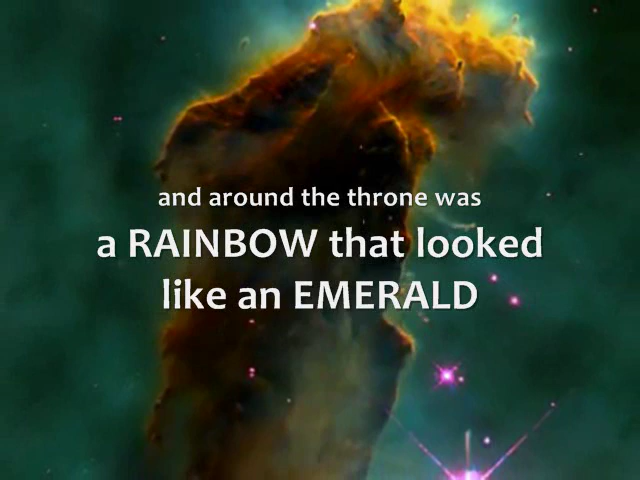 and around the throne was
a RAINBOW that looked
like an EMERALD